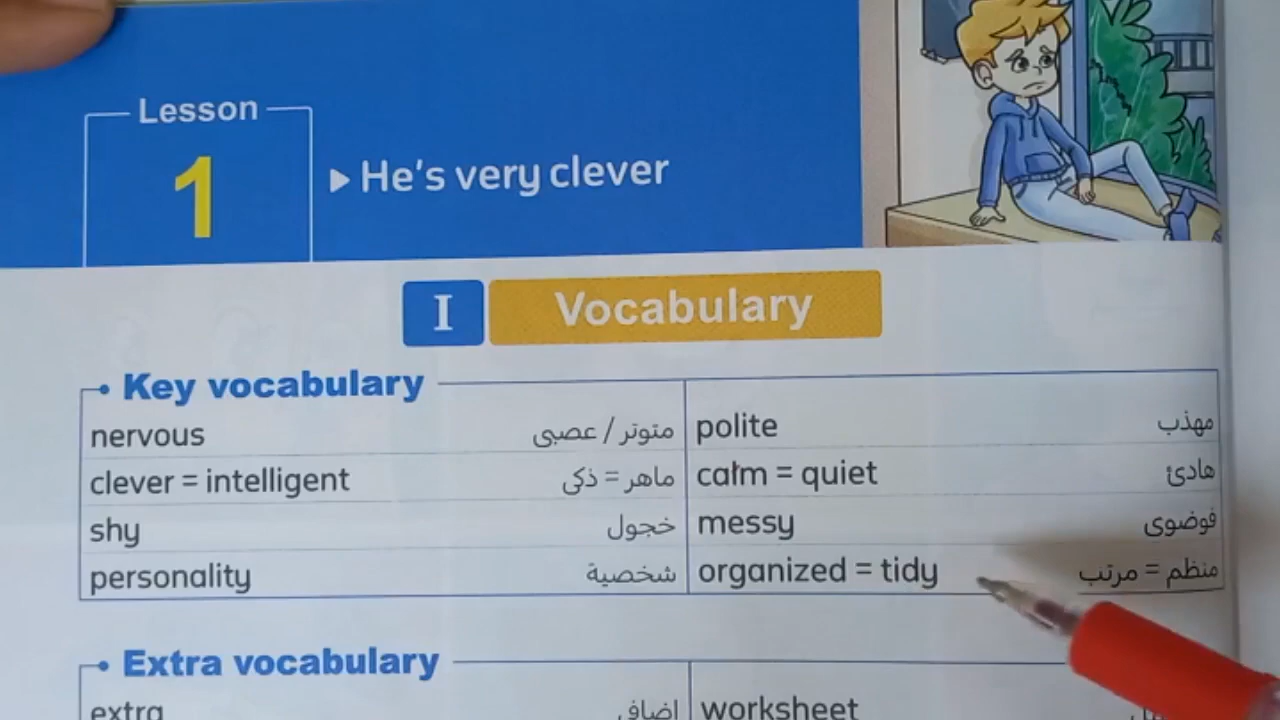 Lesson
1
He's very clever
I Vocabulary
Key vocabulary
nervous متوتر / عصبى polite مهذب
clever = intelligent ماهر = ذكى calm = quiet هادئ
shy خجول messy فوضوى
personality شخصية organized = tidy منظم = مرتب
Extra vocabulary
extra إضافى worksheet